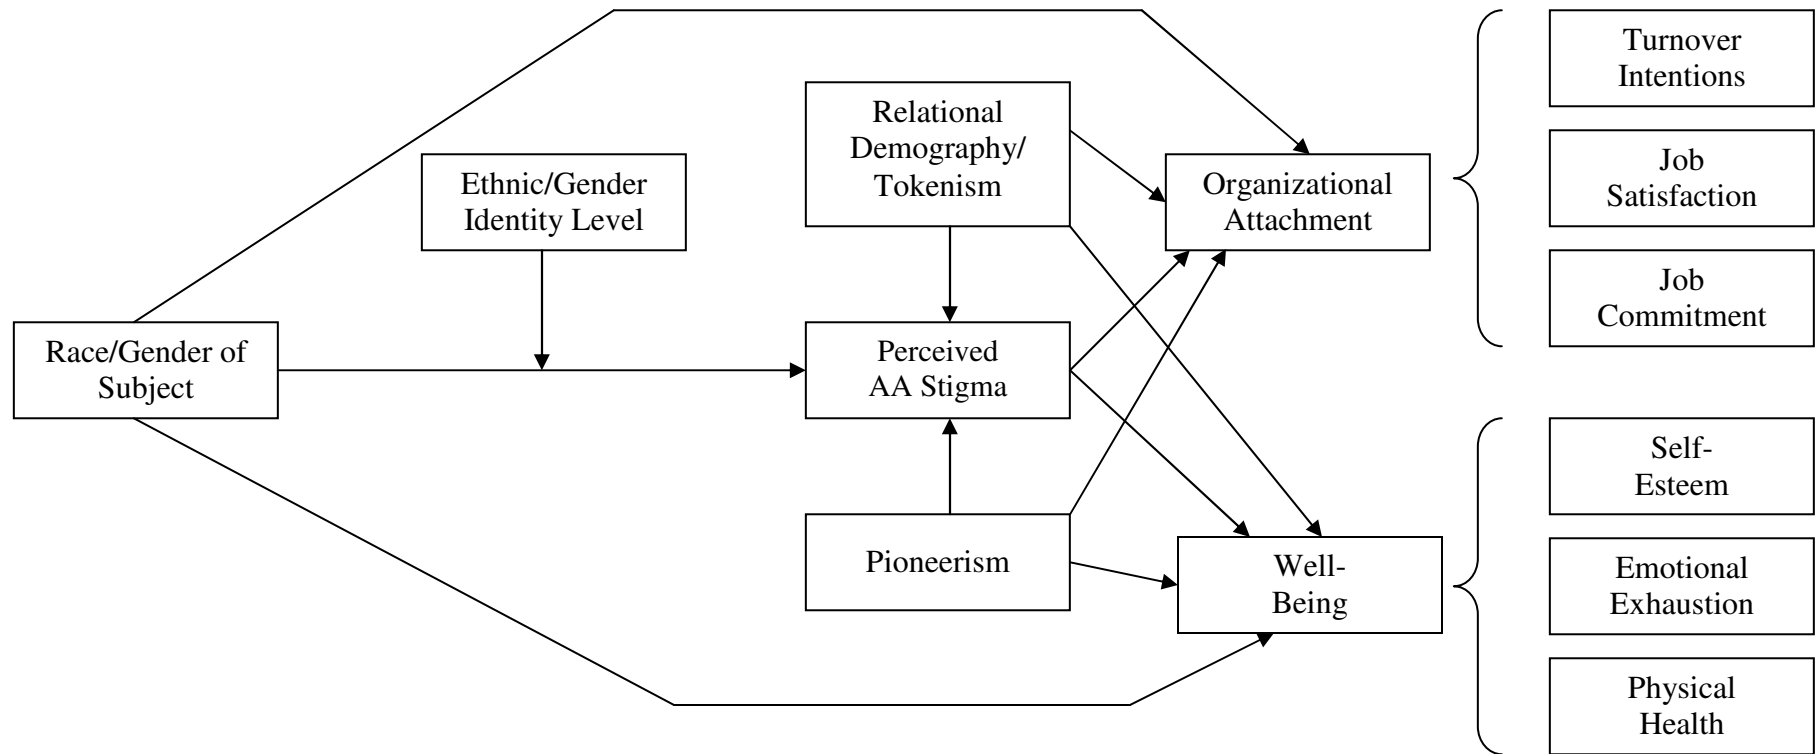 Turnover
Intentions
Relational
Demography/
Tokenism
Ethnic/Gender
Identity Level
Organizational
Attachment
Job
Satisfaction
Job
Commitment
Race/Gender of
Subject
Perceived
AA Stigma
Self-
Esteem
Pioneerism
Well-
Being
Emotional
Exhaustion
Physical
Health